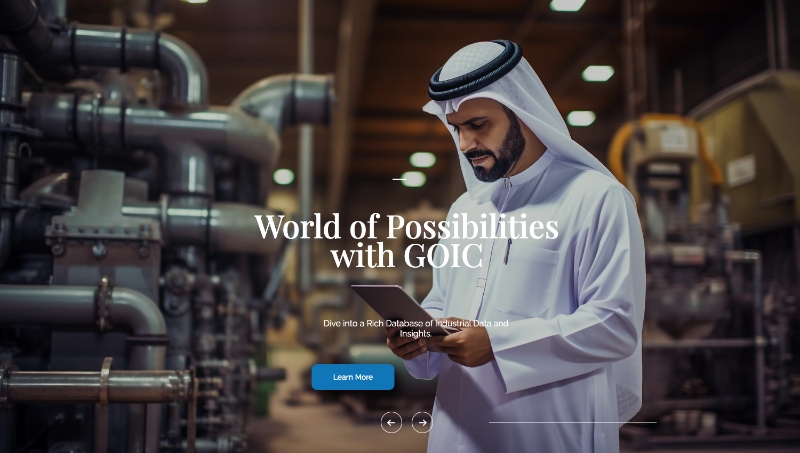 World of Possibilities
with GOIC
Dive into a Rich Database of Industrial Data and
Insights.
Learn More